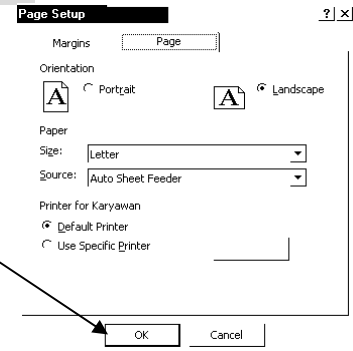 Page Setup ? ×
Margins Page
Orientation
A Portrait A Landscape
Paper
Size: Letter
Source: Auto Sheet Feeder
Printer for Karyawan
Default Printer
Use Specific Printer
OK Cancel